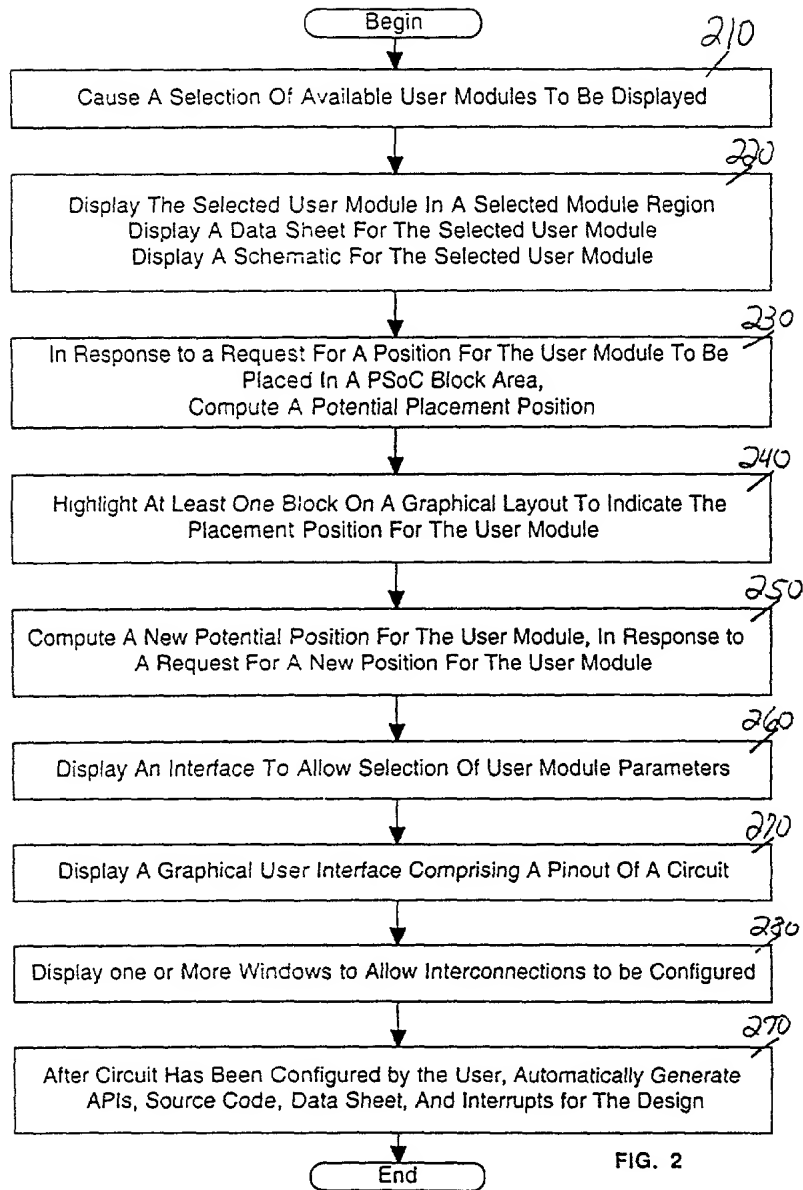 Begin
210
Cause A Selection Of Available User Modules To Be Displayed
220
Display The Selected User Module In A Selected Module Region
Display A Data Sheet For The Selected User Module
Display A Schematic For The Selected User Module
230
In Response to a Request For A Position For The User Module To Be
Placed In A PSoC Block Area,
Compute A Potential Placement Position
240
Highlight At Least One Block On A Graphical Layout To Indicate The
Placement Position For The User Module
250
Compute A New Potential Position For The User Module, In Response to
A Request For A New Position For The User Module
260
Display An Interface To Allow Selection Of User Module Parameters
270
Display A Graphical User Interface Comprising A Pinout Of A Circuit
280
Display one or More Windows to Allow Interconnections to be Configured
290
After Circuit Has Been Configured by the User, Automatically Generate
APIs, Source Code, Data Sheet, And Interrupts for The Design
End
FIG. 2